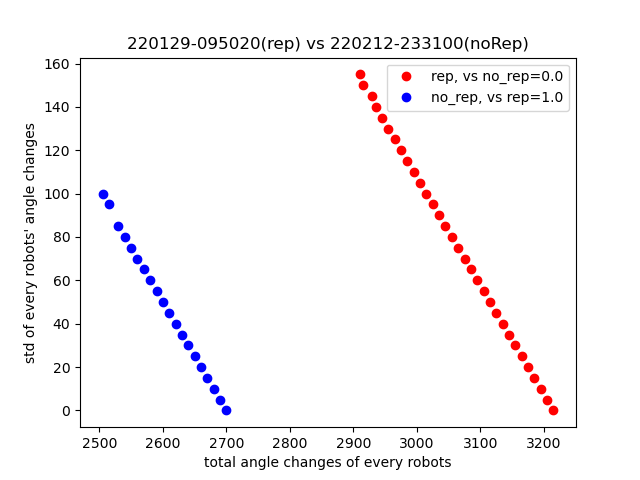 220129-095020(rep) vs 220212-233100(noRep)
rep, vs no_rep=0.0
no_rep, vs rep=1.0
std of every robots' angle changes
160
140
120
100
80
60
40
20
0
2500 2600 2700 2800 2900 3000 3100 3200
total angle changes of every robots